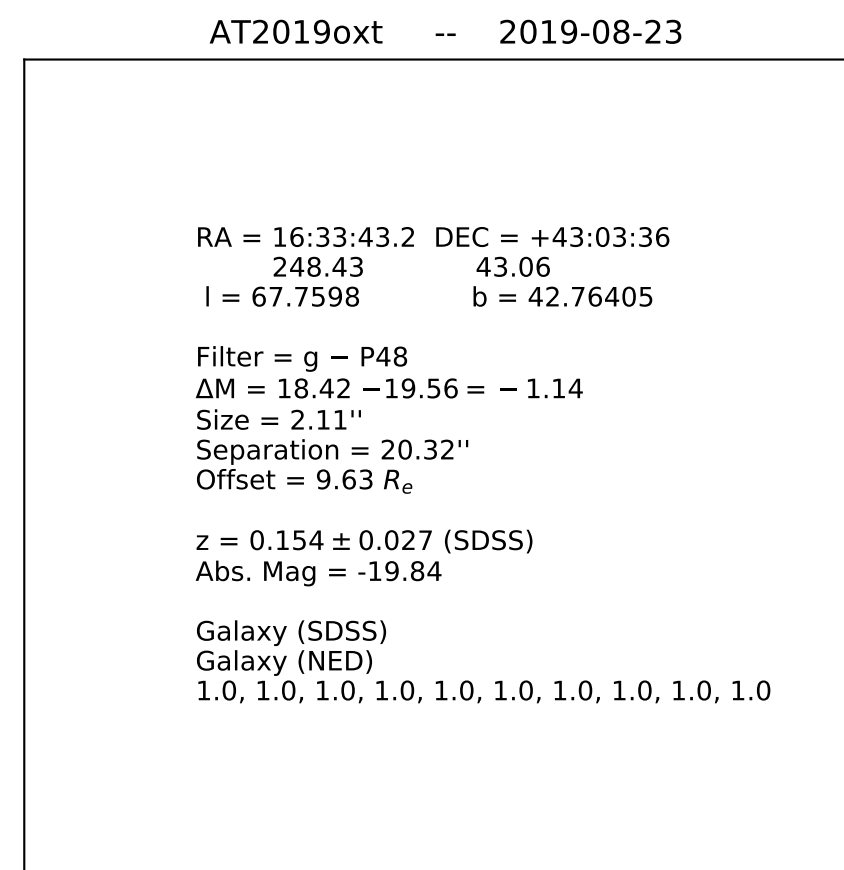 AT2019oxt -- 2019-08-23
RA = 16:33:43.2 DEC = +43:03:36
248.43 43.06
l = 67.7598 b = 42.76405
Filter = g − P48
ΔM = 18.42 −19.56 = − 1.14
Size = 2.11''
Separation = 20.32''
Offset = 9.63 Rₑ
z = 0.154 ± 0.027 (SDSS)
Abs. Mag = -19.84
Galaxy (SDSS)
Galaxy (NED)
1.0, 1.0, 1.0, 1.0, 1.0, 1.0, 1.0, 1.0, 1.0, 1.0